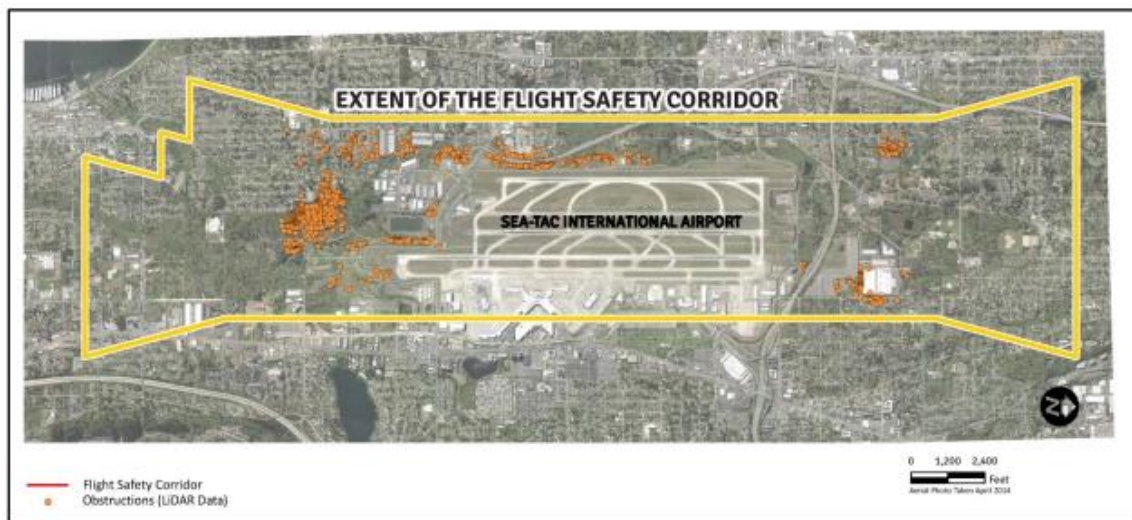 EXTENT OF THE FLIGHT SAFETY CORRIDOR
SEA-TAC INTERNATIONAL AIRPORT
N
Flight Safety Corridor
Obstructions (LiDAR Data)
0 1,200 2,400
Feet
Aerial Photo Taken April 2014